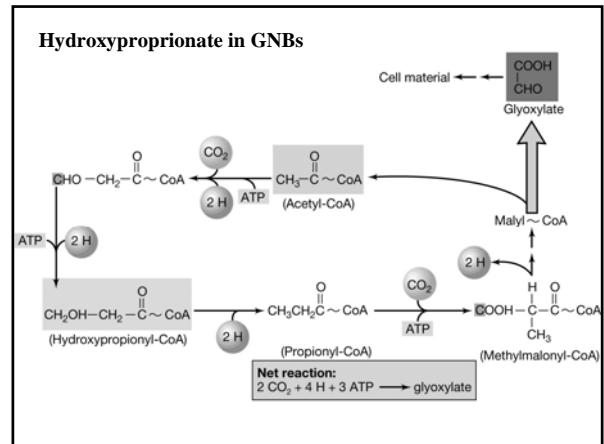 Hydroxyproprionate in GNBs
COOH
CHO
Glyoxylate
Cell material
CO2
O
CHO—CH2—C~CoA
2 H
ATP
O
CH3—C~CoA
(Acetyl-CoA)
Malyl~CoA
ATP
2 H
2 H
O
CH2OH—CH2—C~CoA
(Hydroxypropionyl-CoA)
2 H
O
CH3CH2C~CoA
(Propionyl-CoA)
CO2
ATP
H O
COOH—C—C~CoA
CH3
(Methylmalonyl-CoA)
Net reaction:
2 CO2 + 4 H + 3 ATP ⟶ glyoxylate